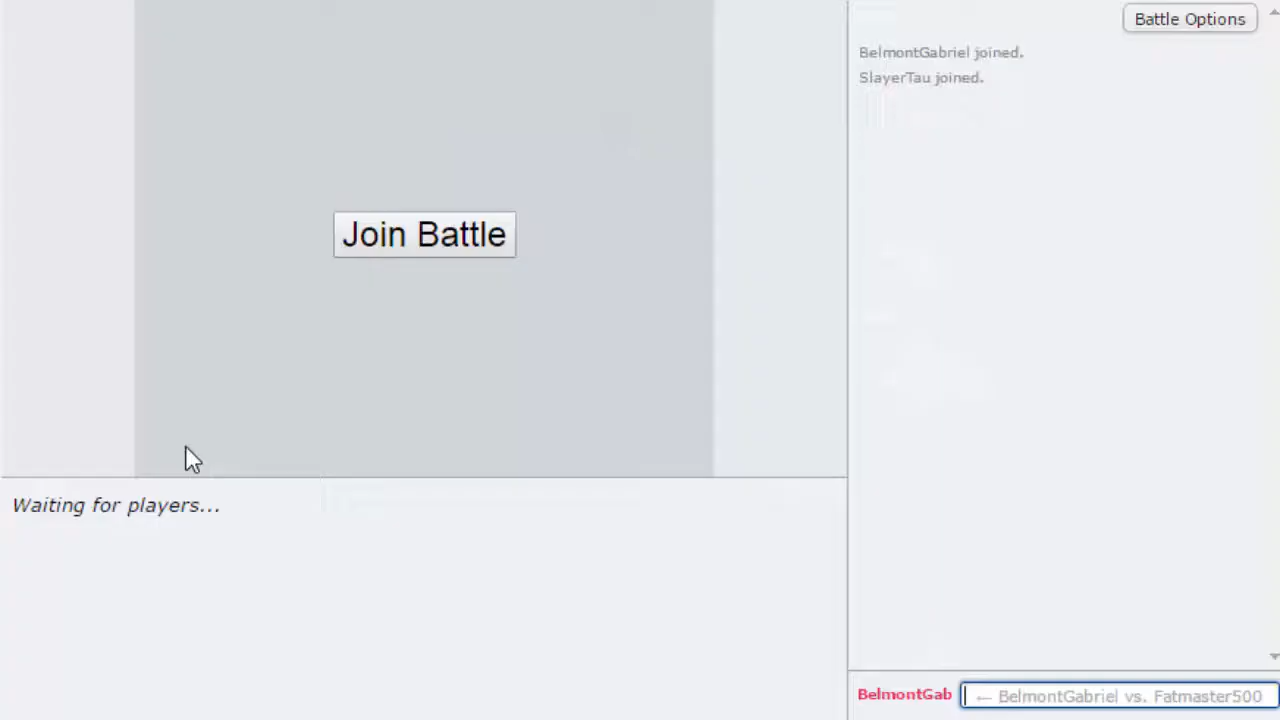 Battle Options
BelmontGabriel joined.
SlayerTau joined.
Join Battle
Waiting for players...
BelmontGab
← BelmontGabriel vs. Fatmaster500